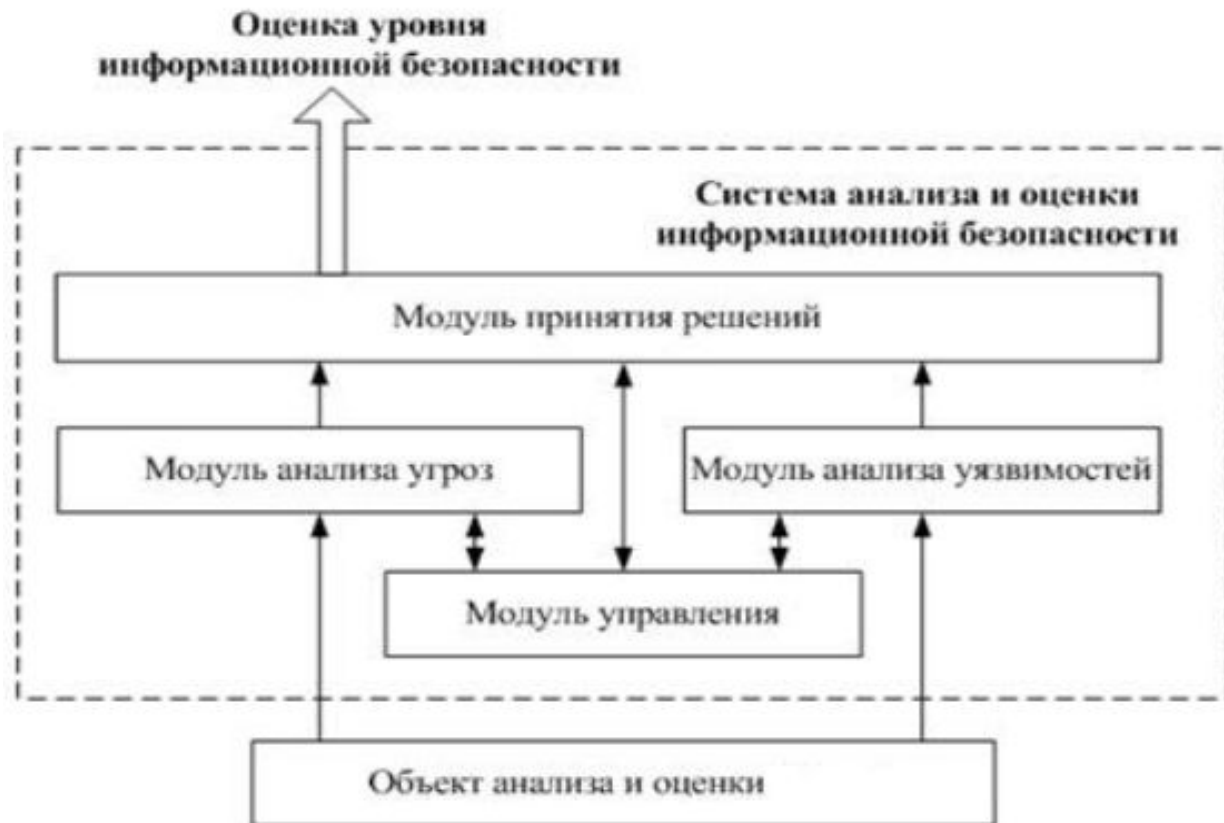 Оценка уровня
информационной безопасности
Система анализа и оценки
информационной безопасности
Модуль принятия решений
Модуль анализа угроз
Модуль анализа уязвимостей
Модуль управления
Объект анализа и оценки